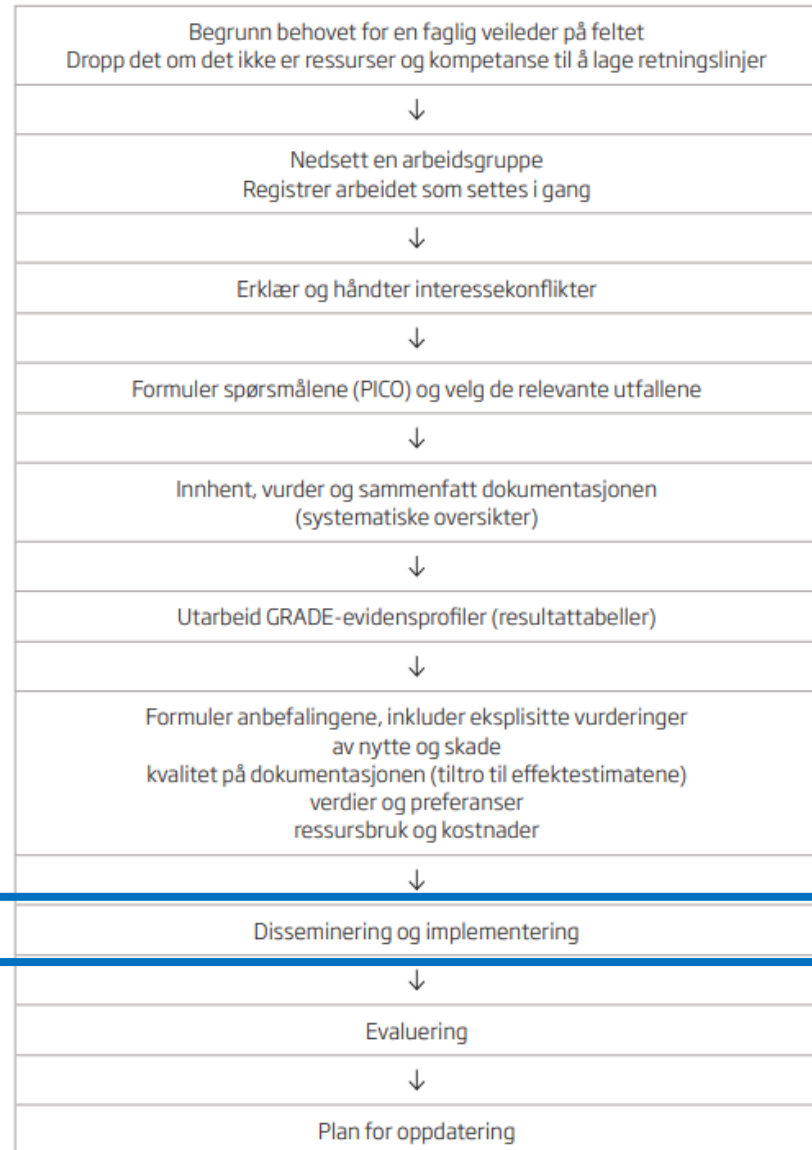 Begrunn behovet for en faglig veileder på feltet
Dropp det om det ikke er ressurser og kompetanse til å lage retningslinjer
↓
Nedsett en arbeidsgruppe
Registrer arbeidet som settes i gang
↓
Erklær og håndter interessekonflikter
↓
Formuler spørsmålene (PICO) og velg de relevante utfallene
↓
Innhent, vurder og sammenfatt dokumentasjonen
(systematiske oversikter)
↓
Utarbeid GRADE-evidensprofiler (resultattabeller)
↓
Formuler anbefalingene, inkluder eksplisitte vurderinger
av nytte og skade
kvalitet på dokumentasjonen (tiltro til effektestimatene)
verdier og preferanser
ressursbruk og kostnader
↓
Disseminering og implementering
↓
Evaluering
↓
Plan for oppdatering